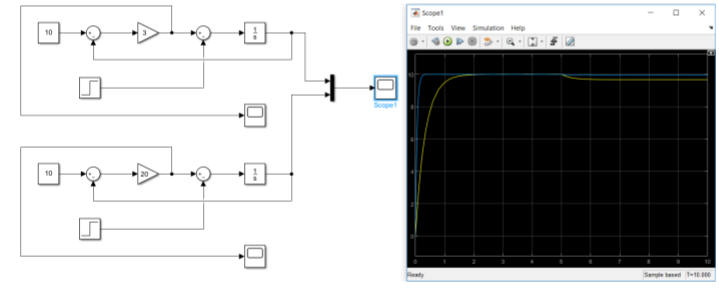 10
3
1
s
Scope1
10
20
1
s
Scope1
File Tools View Simulation Help
10
8
6
4
2
0
0 1 2 3 4 5 6 7 8 9 10
Ready
Sample based T=10.000